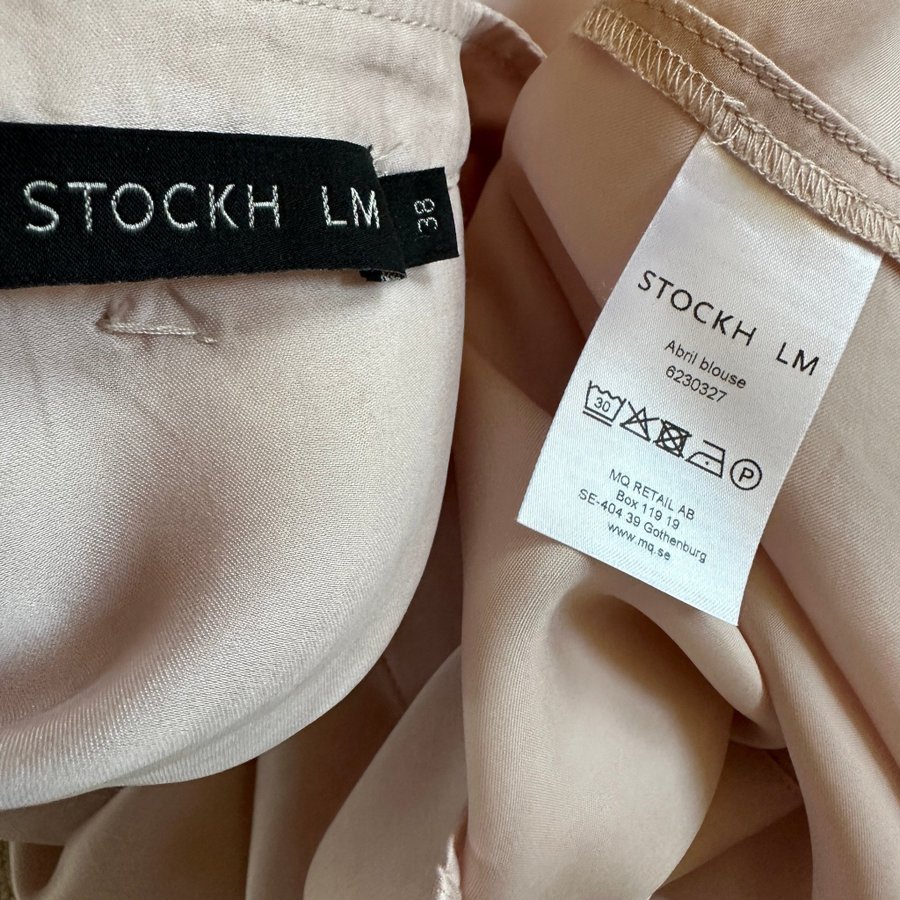 STOCKH LM
38
STOCKH LM
Abril blouse
6230327
30
P
MQ RETAIL AB
Box 119 19
SE-404 39 Gothenburg
www.mq.se